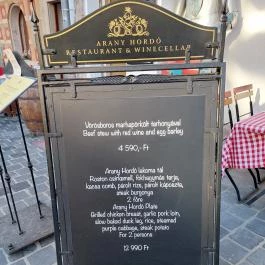 ARANY HORDÓ
RESTAURANT & WINECELLAR
Vörösboros marhapörkölt tarhonyával
Beef stew with red wine and egg barley
4 590,- Ft
Arany Hordó lakoma tál
Roston csirkemell, fokhagymás tarja,
kacsa comb, párolt rizs, párolt káposzta,
steak burgonya
2 főre
Arany Hordó Plate
Grilled chicken breast, garlic pork loin,
slow baked duck leg, rice, steamed
purple cabbage, steak potato
For 2 persons
12 990 Ft